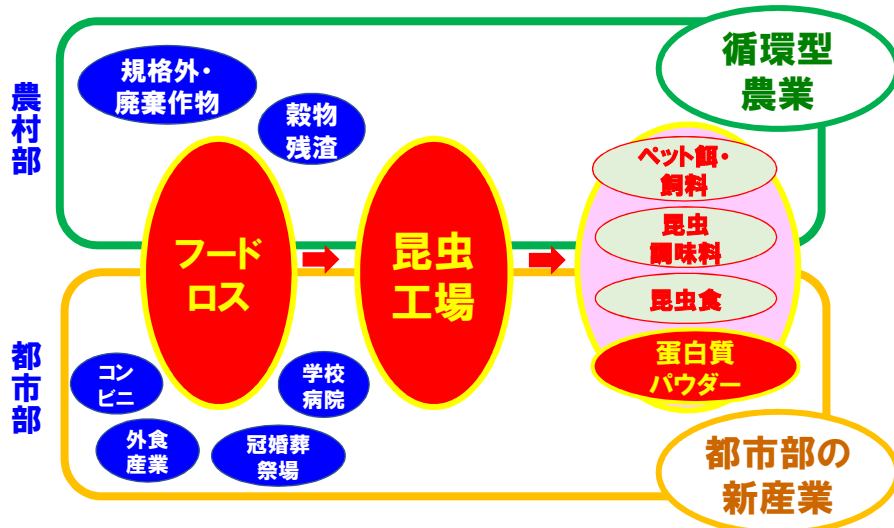 農村部
規格外・
廃棄作物
穀物
残渣
循環型
農業
フード
ロス
昆虫
工場
ペット餌・
飼料
昆虫
調味料
昆虫食
蛋白質
パウダー
都市部
コン
ビニ
学校
病院
外食
産業
冠婚葬
祭場
都市部の
新産業